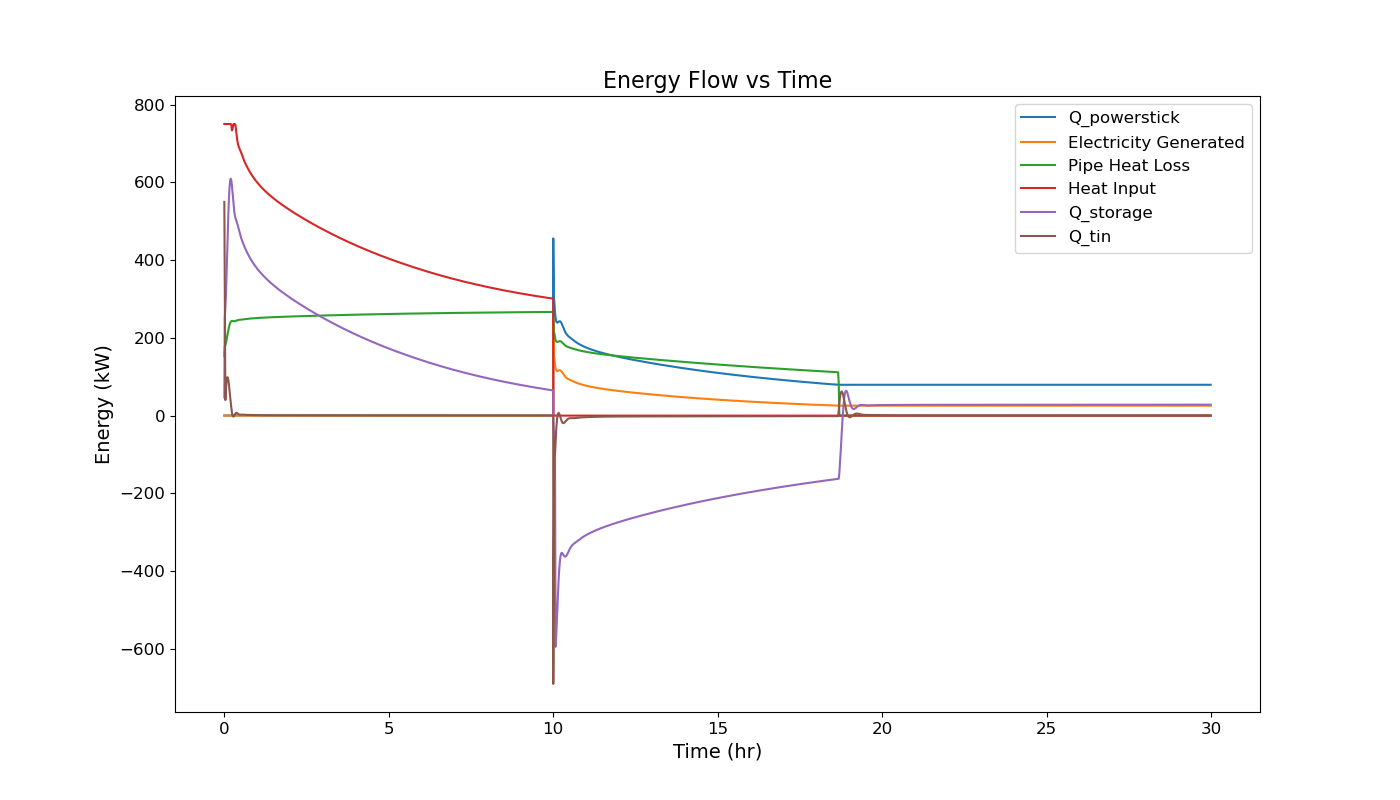 Energy Flow vs Time
800
600
400
200
0
−200
−400
−600
Energy (kW)
Q_powerstick
Electricity Generated
Pipe Heat Loss
Heat Input
Q_storage
Q_tin
0 5 10 15 20 25 30
Time (hr)